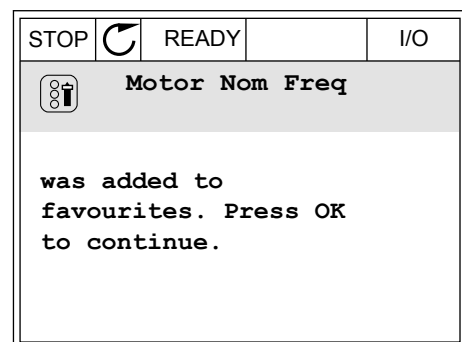 STOP READY I/O
Motor Nom Freq
was added to
favourites. Press OK
to continue.